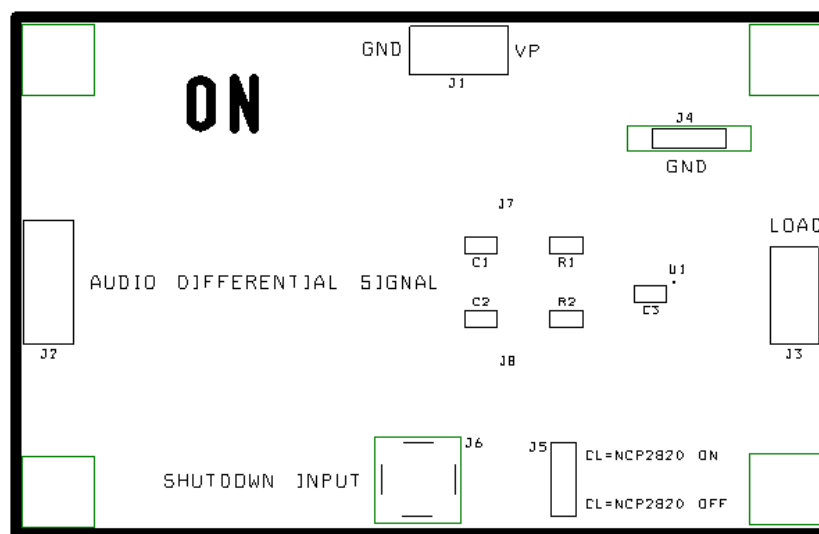 GND
VP
J1
ON
J4
GND
J7
LOAD
C1
R1
U1
AUDIO DIFFERENTIAL SIGNAL
C2
R2
C3
J2
J8
J3
J6
J5
CL=NCP2820 ON
SHUTDOWN INPUT
CL=NCP2820 OFF